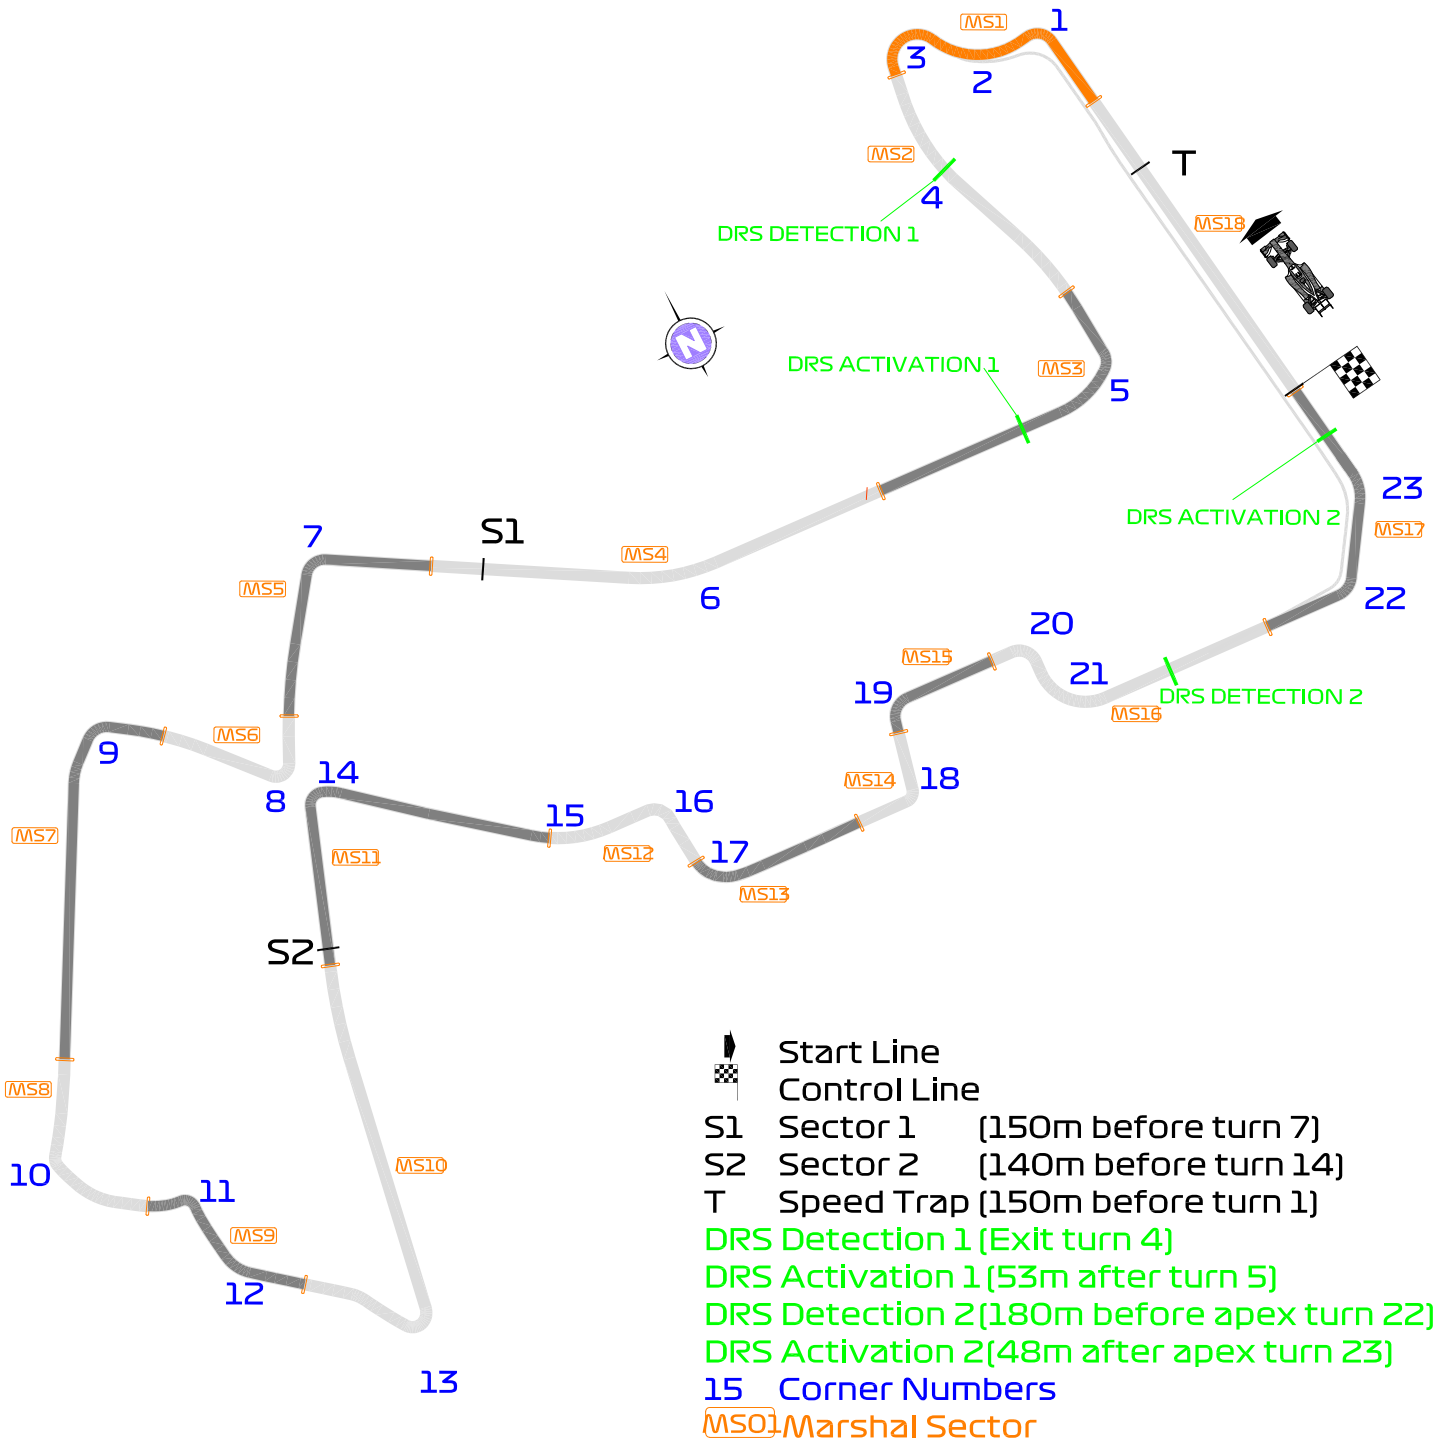 MS1
1
3
2
MS2
T
4
MS18
DRS DETECTION 1
N
DRS ACTIVATION 1
MS3
5
23
DRS ACTIVATION 2
MS17
7
S1
MS4
MS5
6
22
20
MS15
19
21
DRS DETECTION 2
MS16
MS6
9
14
8
MS14
18
16
15
MS7
MS11
MS12
17
MS13
S2
MS8
10
11
MS10
MS9
12
13
Start Line
Control Line
S1 Sector 1 (150m before turn 7)
S2 Sector 2 (140m before turn 14)
T Speed Trap (150m before turn 1)
DRS Detection 1 (Exit turn 4)
DRS Activation 1 (53m after turn 5)
DRS Detection 2 (180m before apex turn 22)
DRS Activation 2 (48m after apex turn 23)
15 Corner Numbers
MS01 Marshal Sector